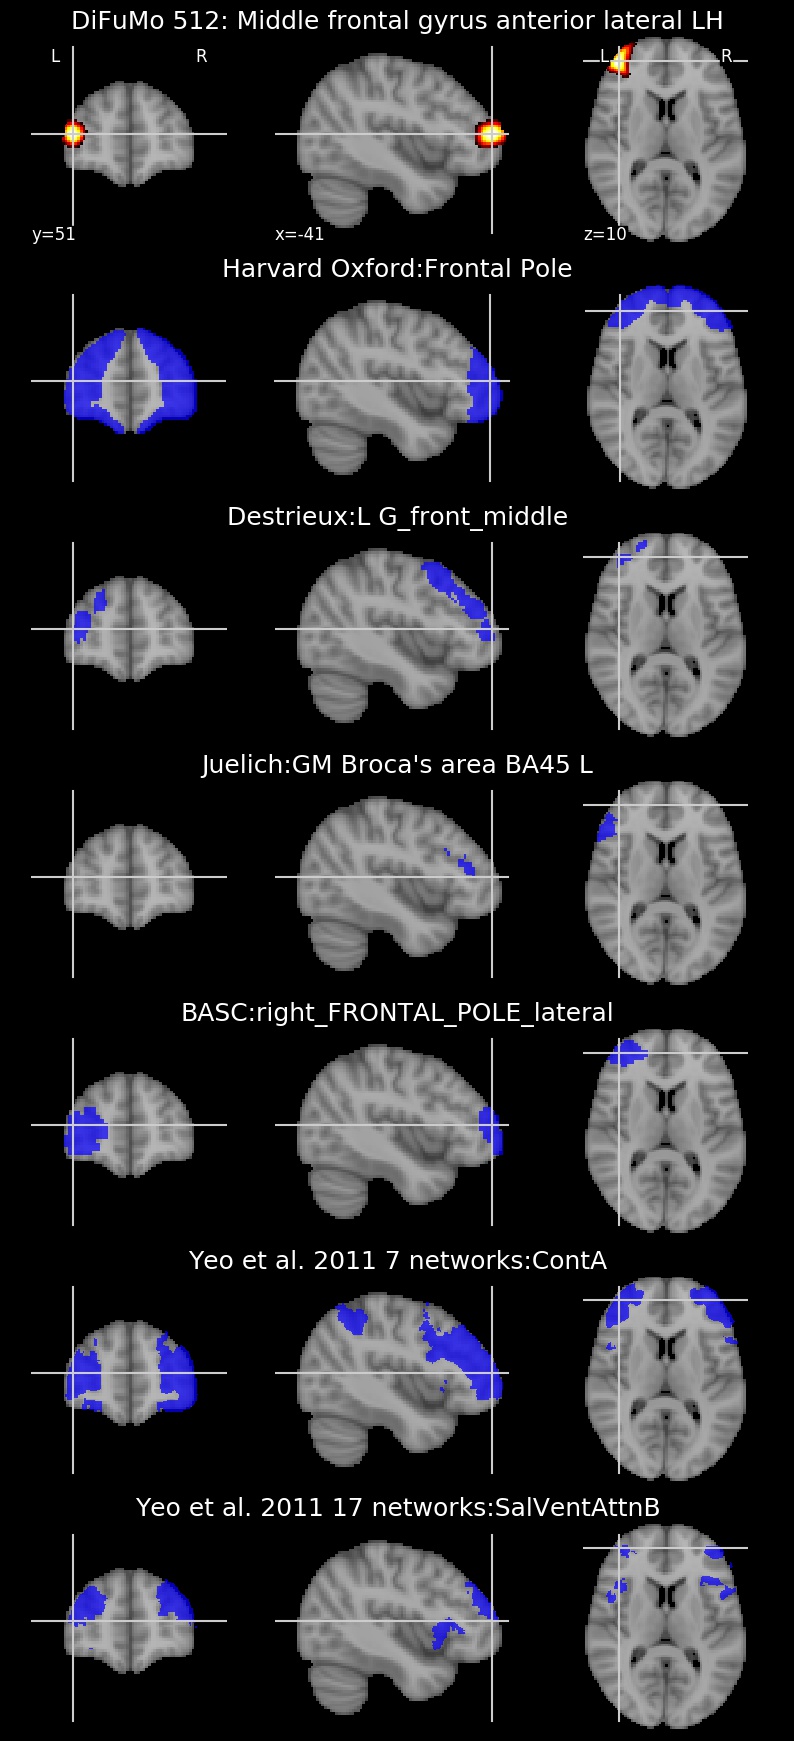 DiFuMo 512: Middle frontal gyrus anterior lateral LH
L R L R
y=51 x=-41 z=10
Harvard Oxford:Frontal Pole
Destrieux:L G_front_middle
Juelich:GM Broca's area BA45 L
BASC:right_FRONTAL_POLE_lateral
Yeo et al. 2011 7 networks:ContA
Yeo et al. 2011 17 networks:SalVentAttnB